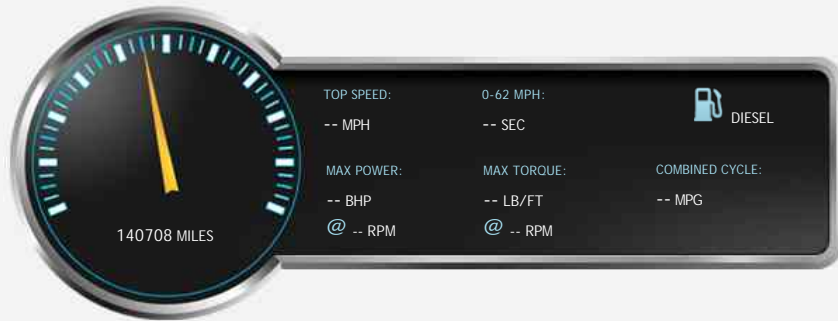 TOP SPEED:
-- MPH
0-62 MPH:
-- SEC
DIESEL
MAX POWER:
-- BHP
@ -- RPM
MAX TORQUE:
-- LB/FT
@ -- RPM
COMBINED CYCLE:
-- MPG
140708 MILES